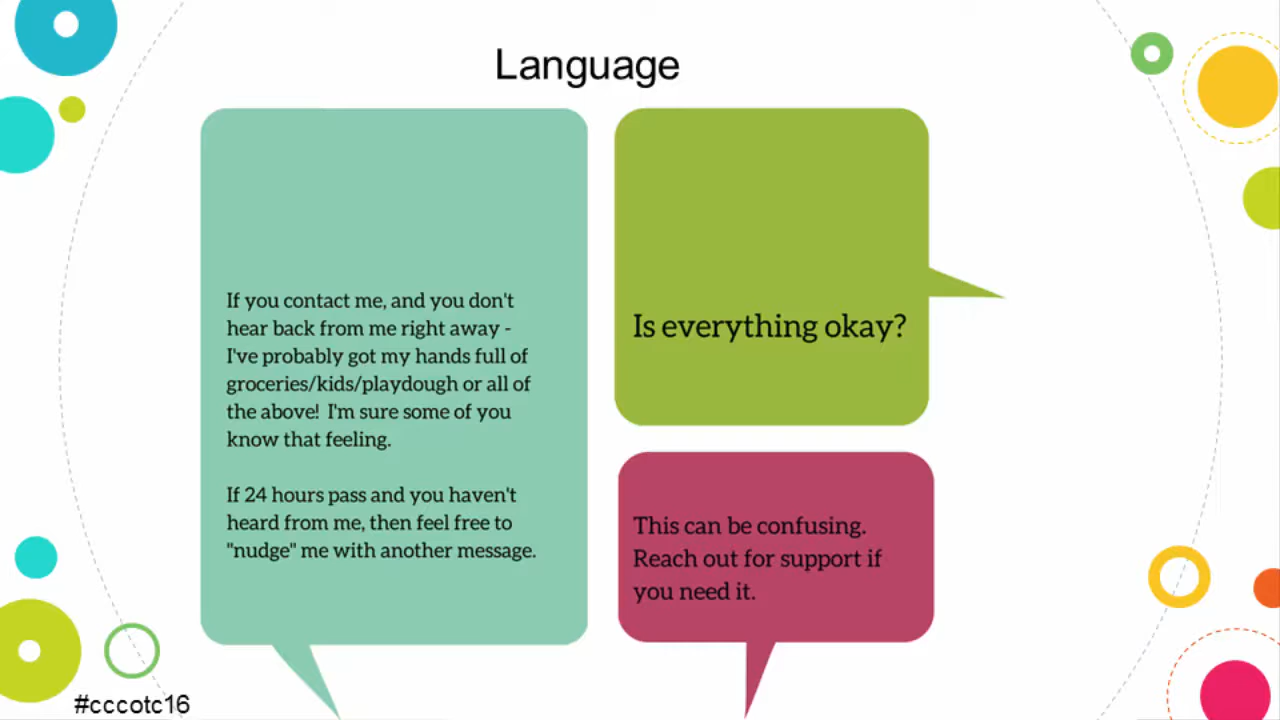 Language
If you contact me, and you don't
hear back from me right away -
I've probably got my hands full of
groceries/kids/playdough or all of
the above! I'm sure some of you
know that feeling.
If 24 hours pass and you haven't
heard from me, then feel free to
"nudge" me with another message.
Is everything okay?
This can be confusing.
Reach out for support if
you need it.
#cccotc16